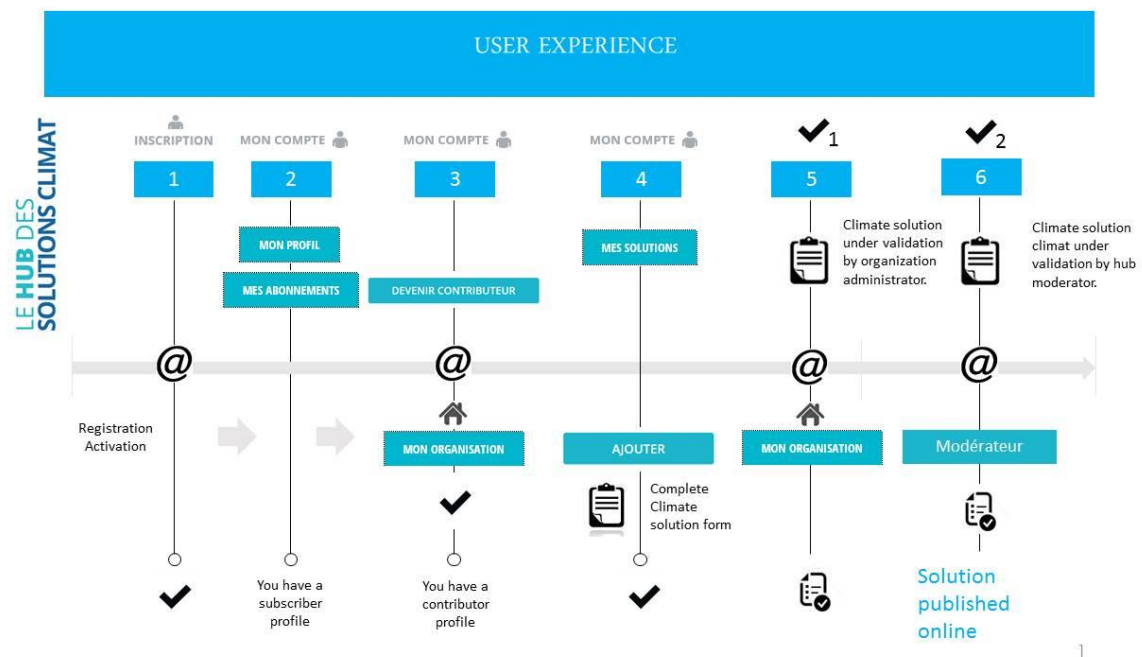 USER EXPERIENCE
LE HUB DES
SOLUTIONS CLIMAT
INSCRIPTION
1
Registration
Activation
@
MON COMPTE
2
MON PROFIL
MES ABONNEMENTS
You have a
subscriber
profile
MON COMPTE
3
DEVENIR CONTRIBUTEUR
@
MON ORGANISATION
You have a
contributor
profile
MON COMPTE
4
MES SOLUTIONS
AJOUTER
Complete
Climate
solution form
1
5
Climate solution
under validation
by organization
administrator.
@
MON ORGANISATION
2
6
Climate solution
climat under
validation by hub
moderator.
@
Modérateur
Solution
published
online
1